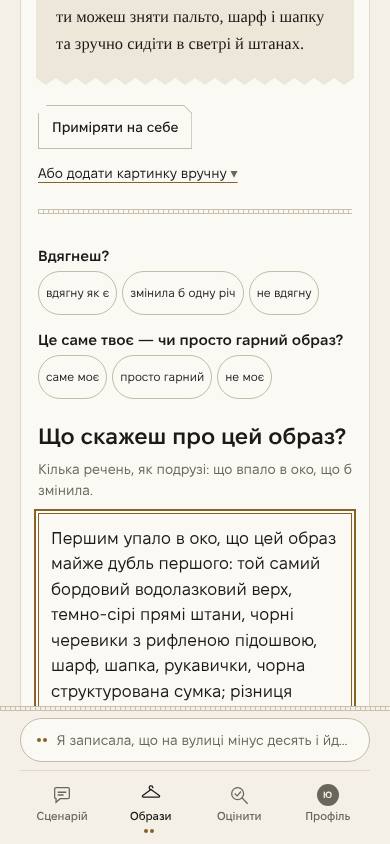 ти можеш зняти пальто, шарф і шапку
та зручно сидіти в светрі й штанах.
Приміряти на себе
Або додати картинку вручну ▾
Вдягнеш?
вдягну як є
змінила б одну річ
не вдягну
Це саме твоє — чи просто гарний образ?
саме моє
просто гарний
не моє
Що скажеш про цей образ?
Кілька речень, як подрузі: що впало в око, що б
змінила.
Першим упало в око, що цей образ
майже дубль першого: той самий
бордовий водолазковий верх,
темно-сірі прямі штани, чорні
черевики з рифленою підошвою,
шарф, шапка, рукавички, чорна
структурована сумка; різниця
Я записала, що на вулиці мінус десять і йд…
Сценарій
Образи
Оцінити
Ю
Профіль